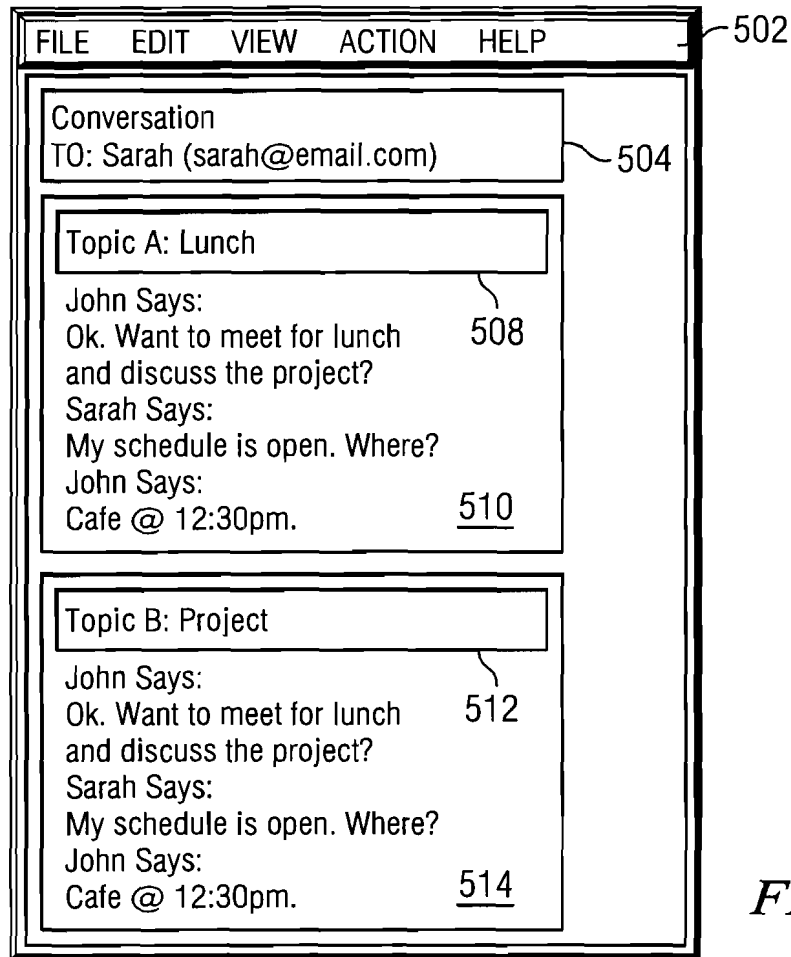 FILE EDIT VIEW ACTION HELP
502
Conversation
TO: Sarah (sarah@email.com)
504
Topic A: Lunch
508
John Says:
Ok. Want to meet for lunch
and discuss the project?
Sarah Says:
My schedule is open. Where?
John Says:
Cafe @ 12:30pm.
510
Topic B: Project
512
John Says:
Ok. Want to meet for lunch
and discuss the project?
Sarah Says:
My schedule is open. Where?
John Says:
Cafe @ 12:30pm.
514